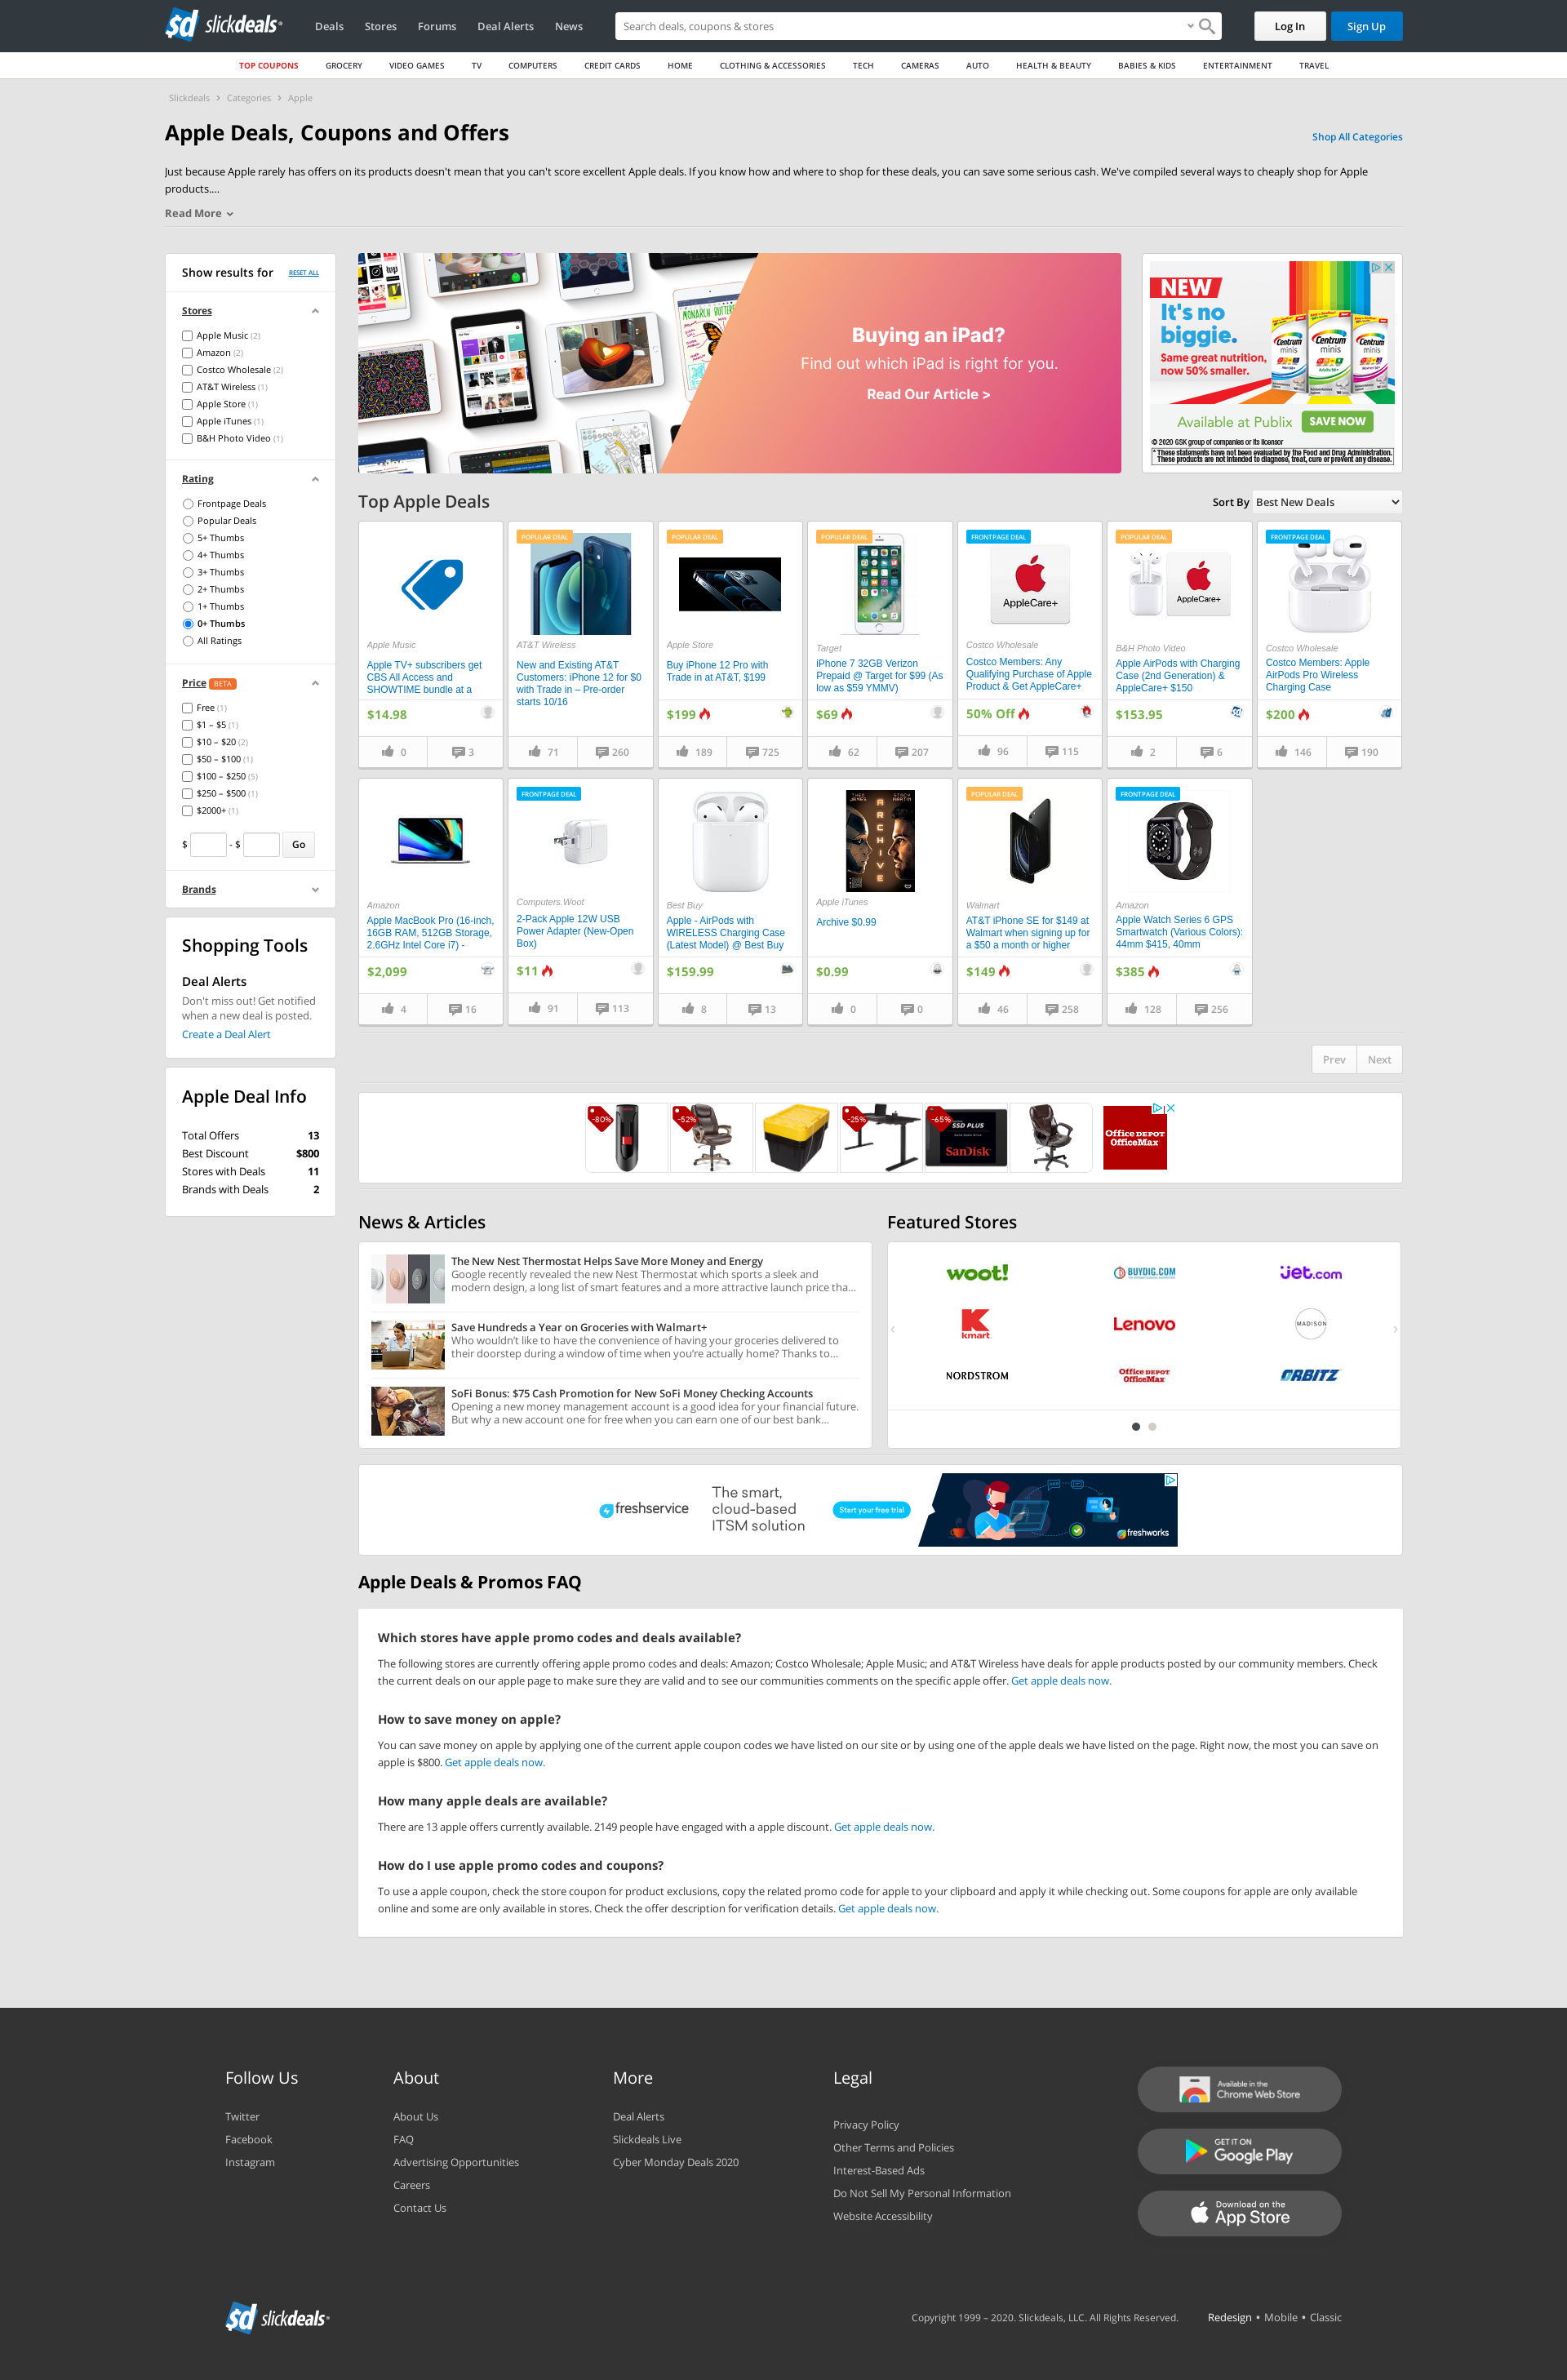 sd slickdeals
Deals
Stores
Forums
Deal Alerts
News
Search deals, coupons & stores
Log In
Sign Up
TOP COUPONS
GROCERY
VIDEO GAMES
TV
COMPUTERS
CREDIT CARDS
HOME
CLOTHING & ACCESSORIES
TECH
CAMERAS
AUTO
HEALTH & BEAUTY
BABIES & KIDS
ENTERTAINMENT
TRAVEL
Slickdeals › Categories › Apple
Apple Deals, Coupons and Offers
Shop All Categories
Just because Apple rarely has offers on its products doesn't mean that you can't score excellent Apple deals. If you know how and where to shop for these deals, you can save some serious cash. We've compiled several ways to cheaply shop for Apple
products....
Read More
Show results for
RESET ALL
Stores
Apple Music (2)
Amazon (2)
Costco Wholesale (2)
AT&T Wireless (1)
Apple Store (1)
Apple iTunes (1)
B&H Photo Video (1)
Rating
Frontpage Deals
Popular Deals
5+ Thumbs
4+ Thumbs
3+ Thumbs
2+ Thumbs
1+ Thumbs
0+ Thumbs
All Ratings
Price BETA
Free (1)
$1 – $5 (1)
$10 – $20 (2)
$50 – $100 (1)
$100 – $250 (5)
$250 – $500 (1)
$2000+ (1)
$ - $ Go
Brands
Shopping Tools
Deal Alerts
Don't miss out! Get notified
when a new deal is posted.
Create a Deal Alert
Apple Deal Info
Total Offers 13
Best Discount $800
Stores with Deals 11
Brands with Deals 2
Buying an iPad?
Find out which iPad is right for you.
Read Our Article >
NEW
It's no
biggie.
Same great nutrition,
now 50% smaller.
Centrum
minis
Centrum
minis
Centrum
minis
Available at Publix
SAVE NOW
© 2020 GSK group of companies or its licensor
* These statements have not been evaluated by the Food and Drug Administration.
These products are not intended to diagnose, treat, cure or prevent any disease.
Top Apple Deals
Sort By Best New Deals
Apple Music
Apple TV+ subscribers get
CBS All Access and
SHOWTIME bundle at a
$14.98
0
3
POPULAR DEAL
AT&T Wireless
New and Existing AT&T
Customers: iPhone 12 for $0
with Trade in – Pre-order
starts 10/16
71
260
POPULAR DEAL
Apple Store
Buy iPhone 12 Pro with
Trade in at AT&T, $199
$199
189
725
POPULAR DEAL
Target
iPhone 7 32GB Verizon
Prepaid @ Target for $99 (As
low as $59 YMMV)
$69
62
207
FRONTPAGE DEAL
AppleCare+
Costco Wholesale
Costco Members: Any
Qualifying Purchase of Apple
Product & Get AppleCare+
50% Off
96
115
POPULAR DEAL
AppleCare+
B&H Photo Video
Apple AirPods with Charging
Case (2nd Generation) &
AppleCare+ $150
$153.95
2
6
FRONTPAGE DEAL
Costco Wholesale
Costco Members: Apple
AirPods Pro Wireless
Charging Case
$200
146
190
Amazon
Apple MacBook Pro (16-inch,
16GB RAM, 512GB Storage,
2.6GHz Intel Core i7) -
$2,099
4
16
FRONTPAGE DEAL
Computers.Woot
2-Pack Apple 12W USB
Power Adapter (New-Open
Box)
$11
91
113
Best Buy
Apple - AirPods with
WIRELESS Charging Case
(Latest Model) @ Best Buy
$159.99
8
13
THEO
JAMES
STACY
MARTIN
ARCHIVE
Apple iTunes
Archive $0.99
$0.99
0
0
POPULAR DEAL
Walmart
AT&T iPhone SE for $149 at
Walmart when signing up for
a $50 a month or higher
$149
46
258
FRONTPAGE DEAL
Amazon
Apple Watch Series 6 GPS
Smartwatch (Various Colors):
44mm $415, 40mm
$385
128
256
Prev
Next
-80%
-52%
-25%
-65%
SSD PLUS
SanDisk
Office DEPOT
OfficeMax
News & Articles
The New Nest Thermostat Helps Save More Money and Energy
Google recently revealed the new Nest Thermostat which sports a sleek and
modern design, a long list of smart features and a more attractive launch price tha...
Save Hundreds a Year on Groceries with Walmart+
Who wouldn't like to have the convenience of having your groceries delivered to
their doorstep during a window of time when you're actually home? Thanks to...
SoFi Bonus: $75 Cash Promotion for New SoFi Money Checking Accounts
Opening a new money management account is a good idea for your financial future.
But why a new account one for free when you can earn one of our best bank...
Featured Stores
woot!
BUYDIG.COM
jet.com
kmart
Lenovo
MADISON
NORDSTROM
Office DEPOT
OfficeMax
ORBITZ
freshservice
The smart,
cloud-based
ITSM solution
Start your free trial
freshworks
Apple Deals & Promos FAQ
Which stores have apple promo codes and deals available?
The following stores are currently offering apple promo codes and deals: Amazon; Costco Wholesale; Apple Music; and AT&T Wireless have deals for apple products posted by our community members. Check
the current deals on our apple page to make sure they are valid and to see our communities comments on the specific apple offer. Get apple deals now.
How to save money on apple?
You can save money on apple by applying one of the current apple coupon codes we have listed on our site or by using one of the apple deals we have listed on the page. Right now, the most you can save on
apple is $800. Get apple deals now.
How many apple deals are available?
There are 13 apple offers currently available. 2149 people have engaged with a apple discount. Get apple deals now.
How do I use apple promo codes and coupons?
To use a apple coupon, check the store coupon for product exclusions, copy the related promo code for apple to your clipboard and apply it while checking out. Some coupons for apple are only available
online and some are only available in stores. Check the offer description for verification details. Get apple deals now.
Follow Us
Twitter
Facebook
Instagram
About
About Us
FAQ
Advertising Opportunities
Careers
Contact Us
More
Deal Alerts
Slickdeals Live
Cyber Monday Deals 2020
Legal
Privacy Policy
Other Terms and Policies
Interest-Based Ads
Do Not Sell My Personal Information
Website Accessibility
Available in the
Chrome Web Store
GET IT ON
Google Play
Download on the
App Store
sd slickdeals
Copyright 1999 – 2020. Slickdeals, LLC. All Rights Reserved.
Redesign • Mobile • Classic